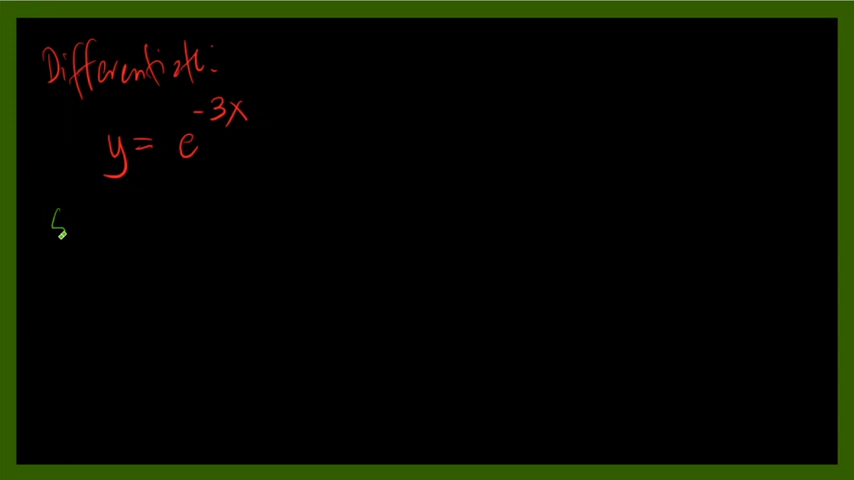 Differentiate:
y = e^{-3x}
S